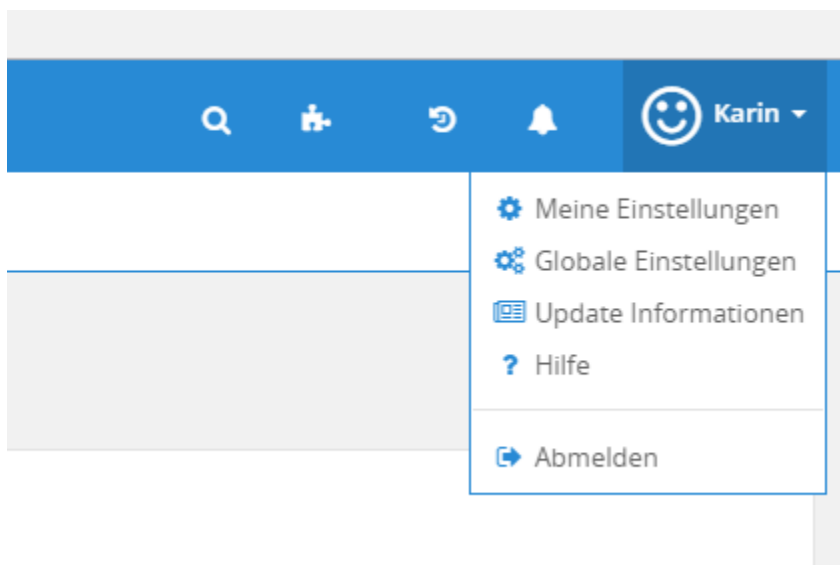 Karin
Meine Einstellungen
Globale Einstellungen
Update Informationen
? Hilfe
Abmelden